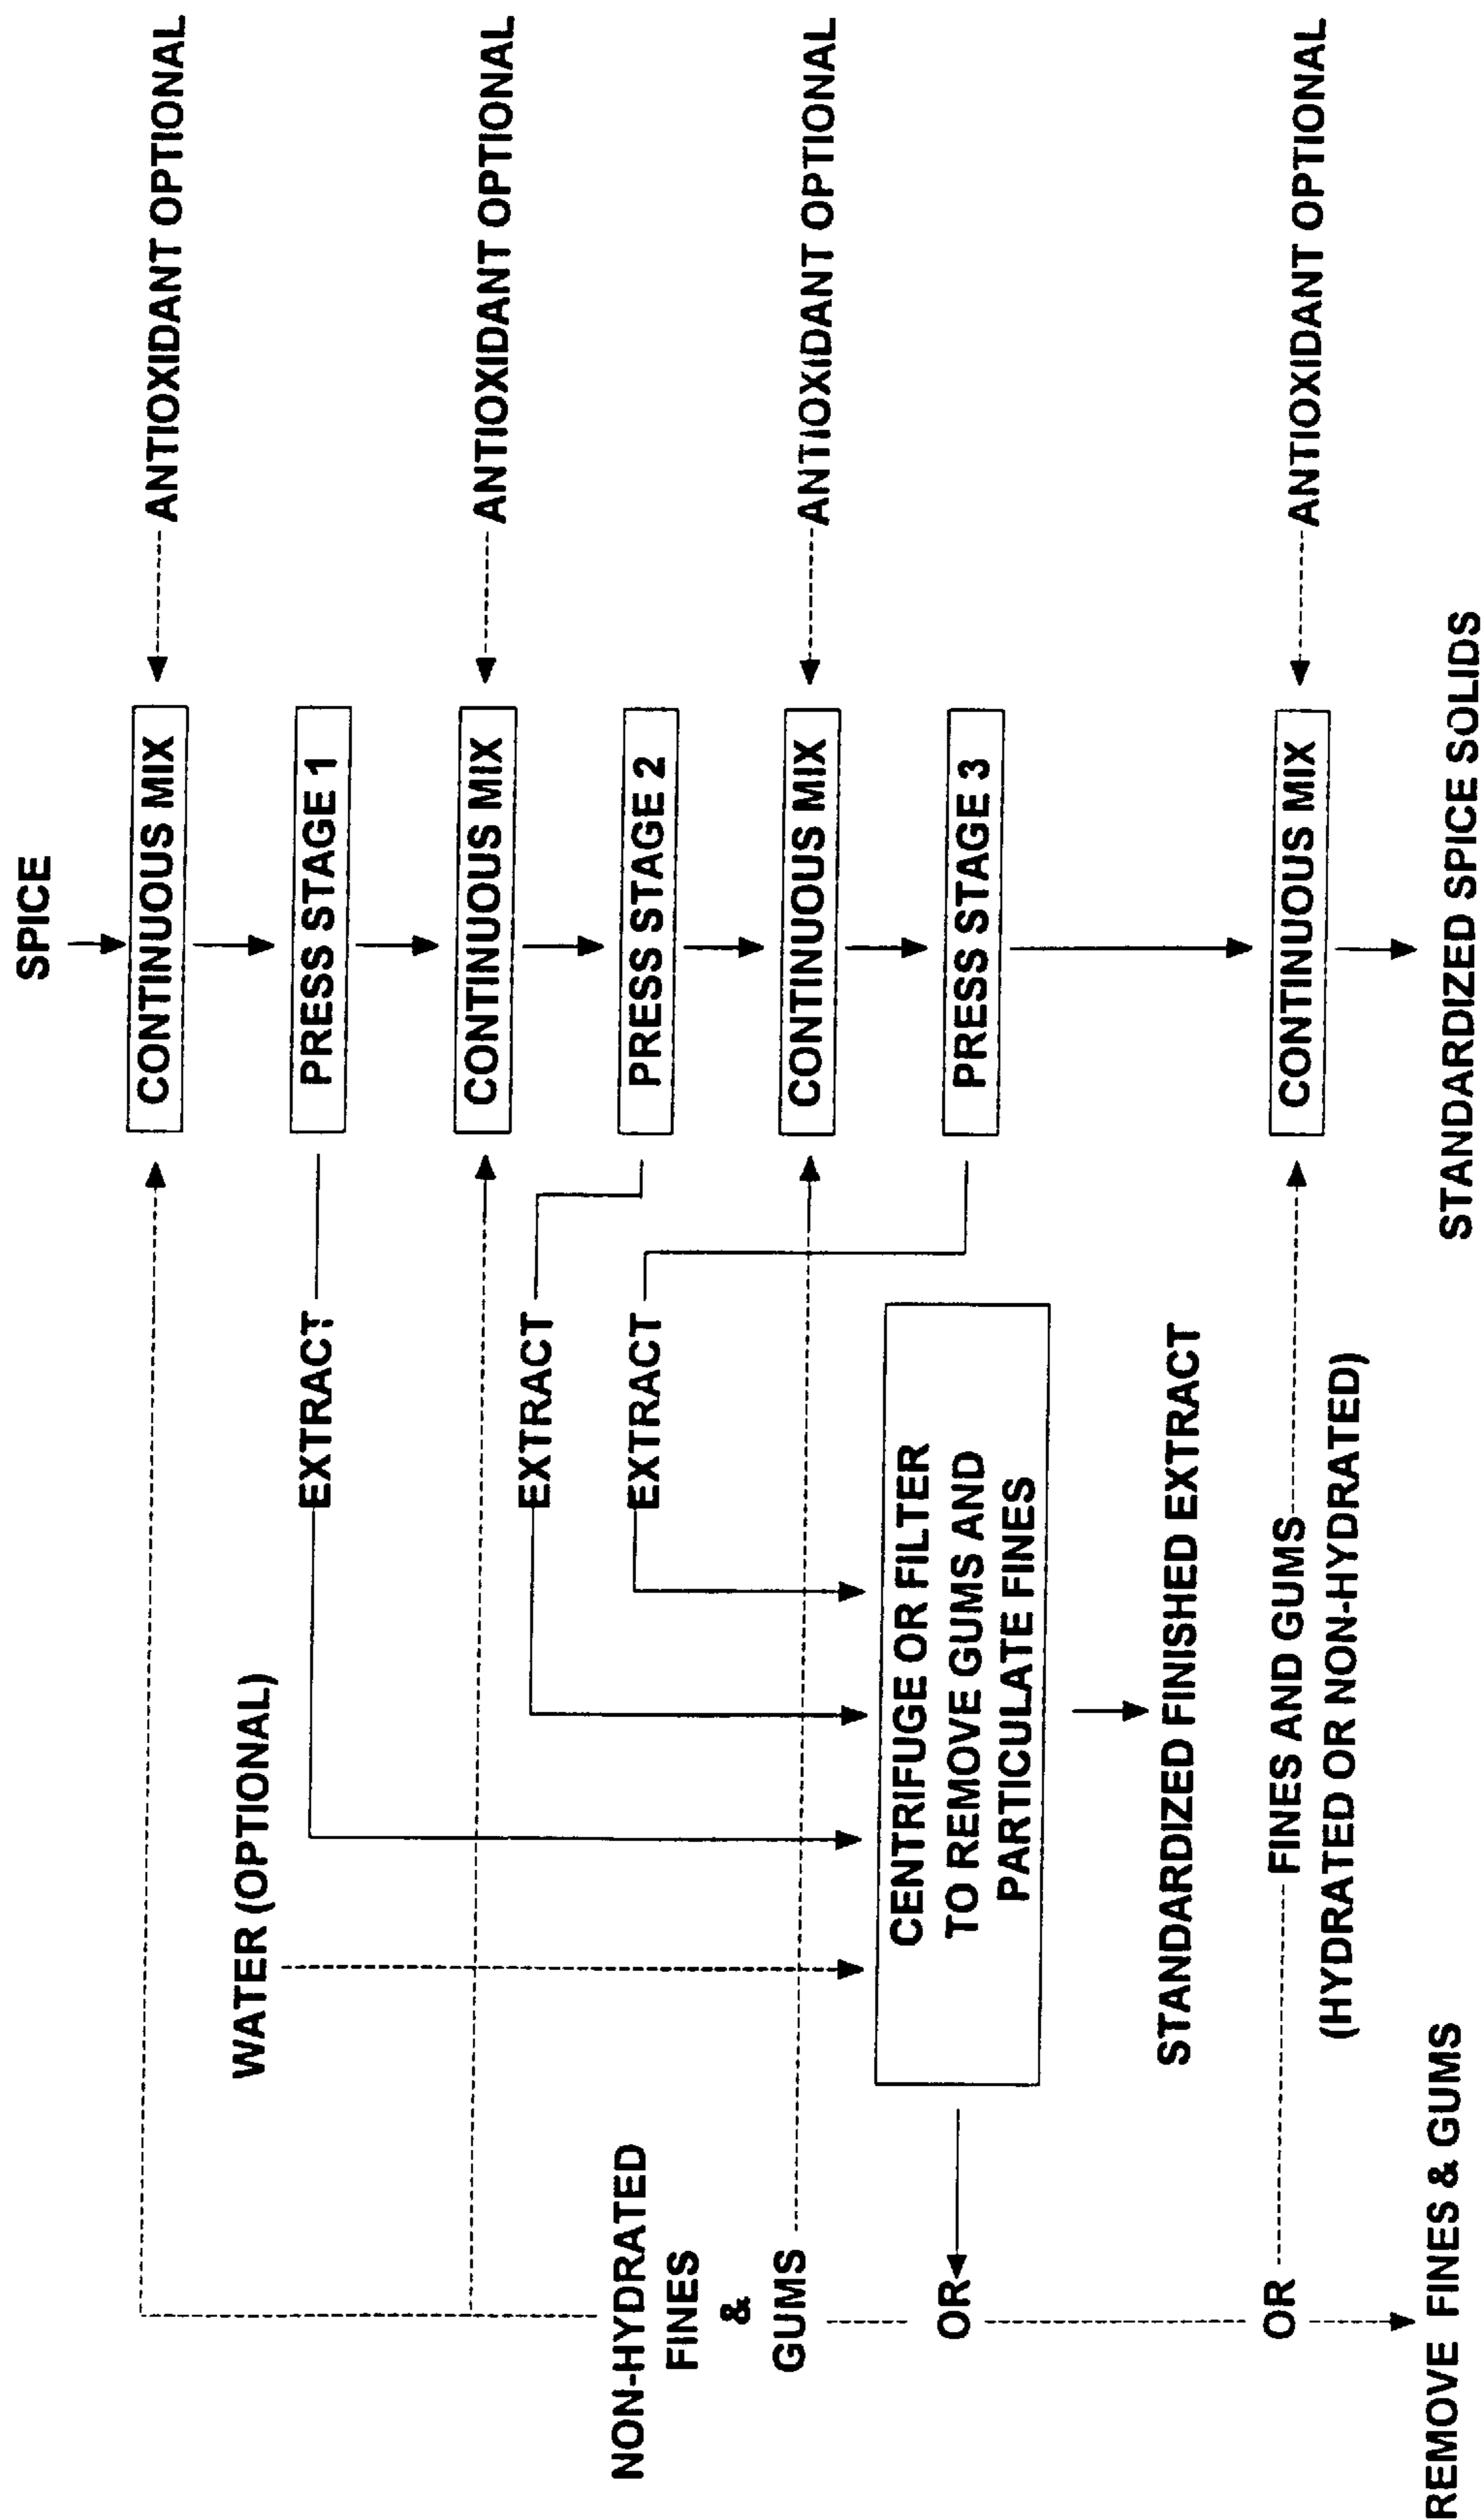 SPICE
CONTINUOUS MIX
ANTIOXIDANT OPTIONAL
WATER (OPTIONAL)
EXTRACT
PRESS STAGE 1
CONTINUOUS MIX
ANTIOXIDANT OPTIONAL
EXTRACT
PRESS STAGE 2
EXTRACT
NON-HYDRATED
FINES
&
GUMS
CONTINUOUS MIX
ANTIOXIDANT OPTIONAL
CENTRIFUGE OR FILTER
TO REMOVE GUMS AND
PARTICULATE FINES
OR
PRESS STAGE 3
STANDARDIZED FINISHED EXTRACT
OR
FINES AND GUMS
(HYDRATED OR NON-HYDRATED)
CONTINUOUS MIX
ANTIOXIDANT OPTIONAL
REMOVE FINES & GUMS
STANDARDIZED SPICE SOLIDS